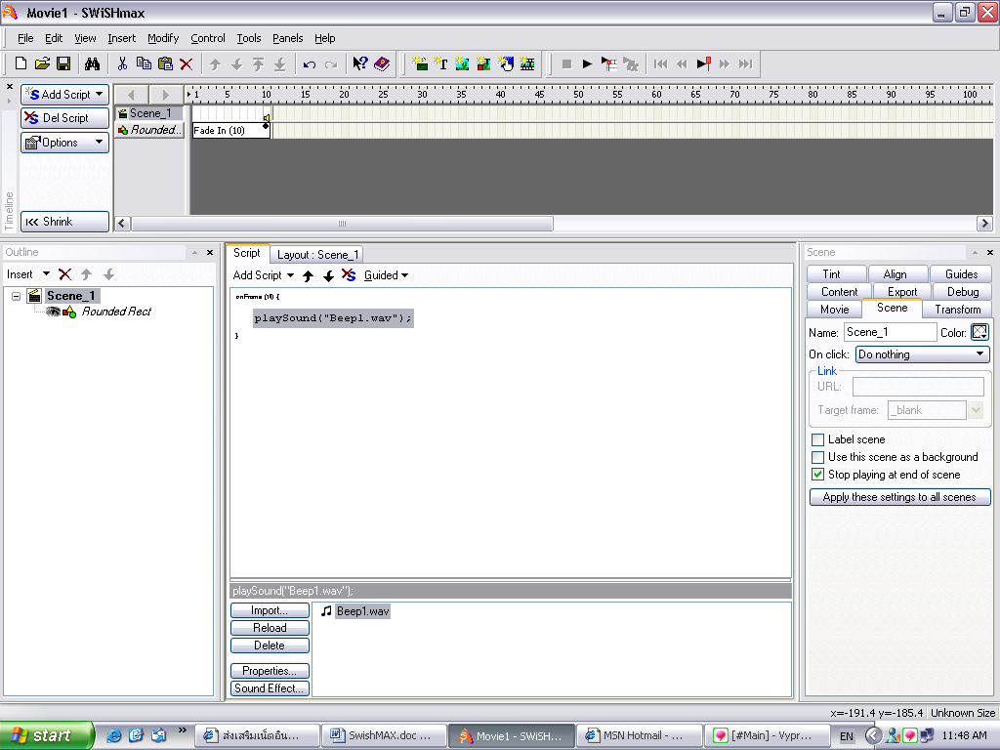 Movie1 - SWiSHmax
File Edit View Insert Modify Control Tools Panels Help
Add Script
Del Script
Options
Shrink
Timeline
1 5 10 15 20 25 30 35 40 45 50 55 60 65 70 75 80 85 90 95 100
Scene_1
Rounded...
Fade In (10)
Outline
Insert
Scene_1
Rounded Rect
Script
Layout : Scene_1
Add Script
Guided
onFrame (10) {
playSound("Beep1.wav");
}
playSound("Beep1.wav");
Import...
Reload
Delete
Properties...
Sound Effect...
Beep1.wav
Scene
Tint Align Guides
Content Export Debug
Movie Scene Transform
Name: Scene_1 Color:
On click: Do nothing
Link
URL:
Target frame: _blank
Label scene
Use this scene as a background
Stop playing at end of scene
Apply these settings to all scenes
x=-191.4 y=-185.4 Unknown Size
start
ส่งเสริมเน็ตอิน...
SwishMAX.doc ...
Movie1 - SWiSH...
MSN Hotmail - ...
[#Main] - Vypr...
EN
11:48 AM